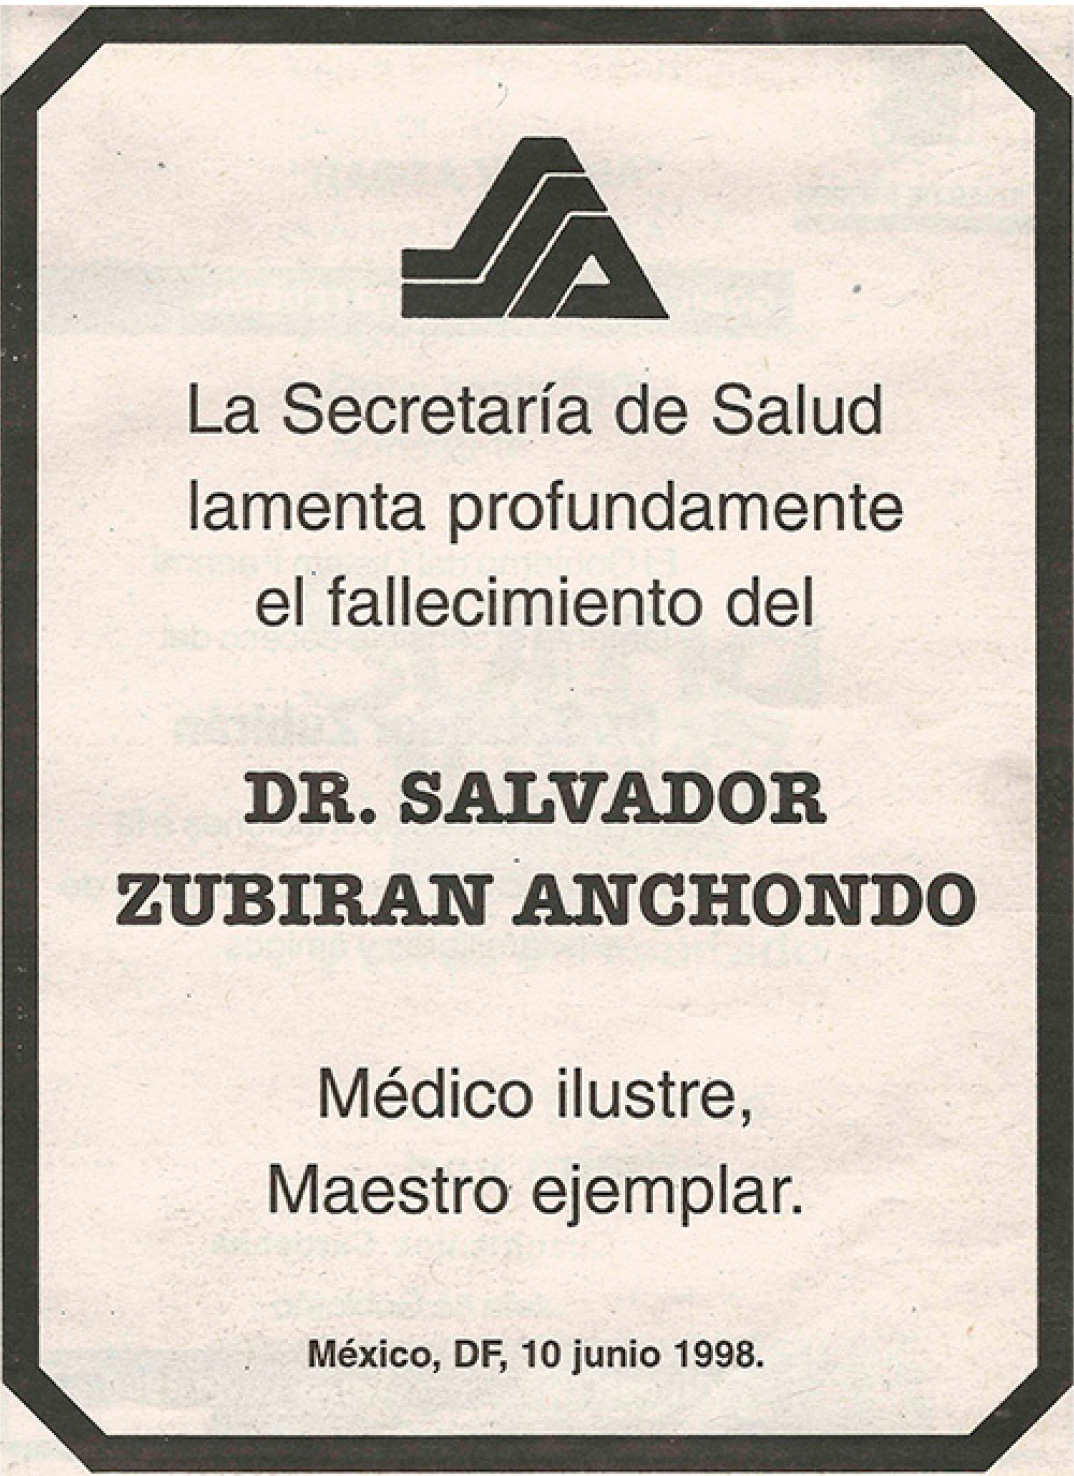 La Secretaría de Salud
lamenta profundamente
el fallecimiento del
DR. SALVADOR
ZUBIRAN ANCHONDO
Médico ilustre,
Maestro ejemplar.
México, DF, 10 junio 1998.